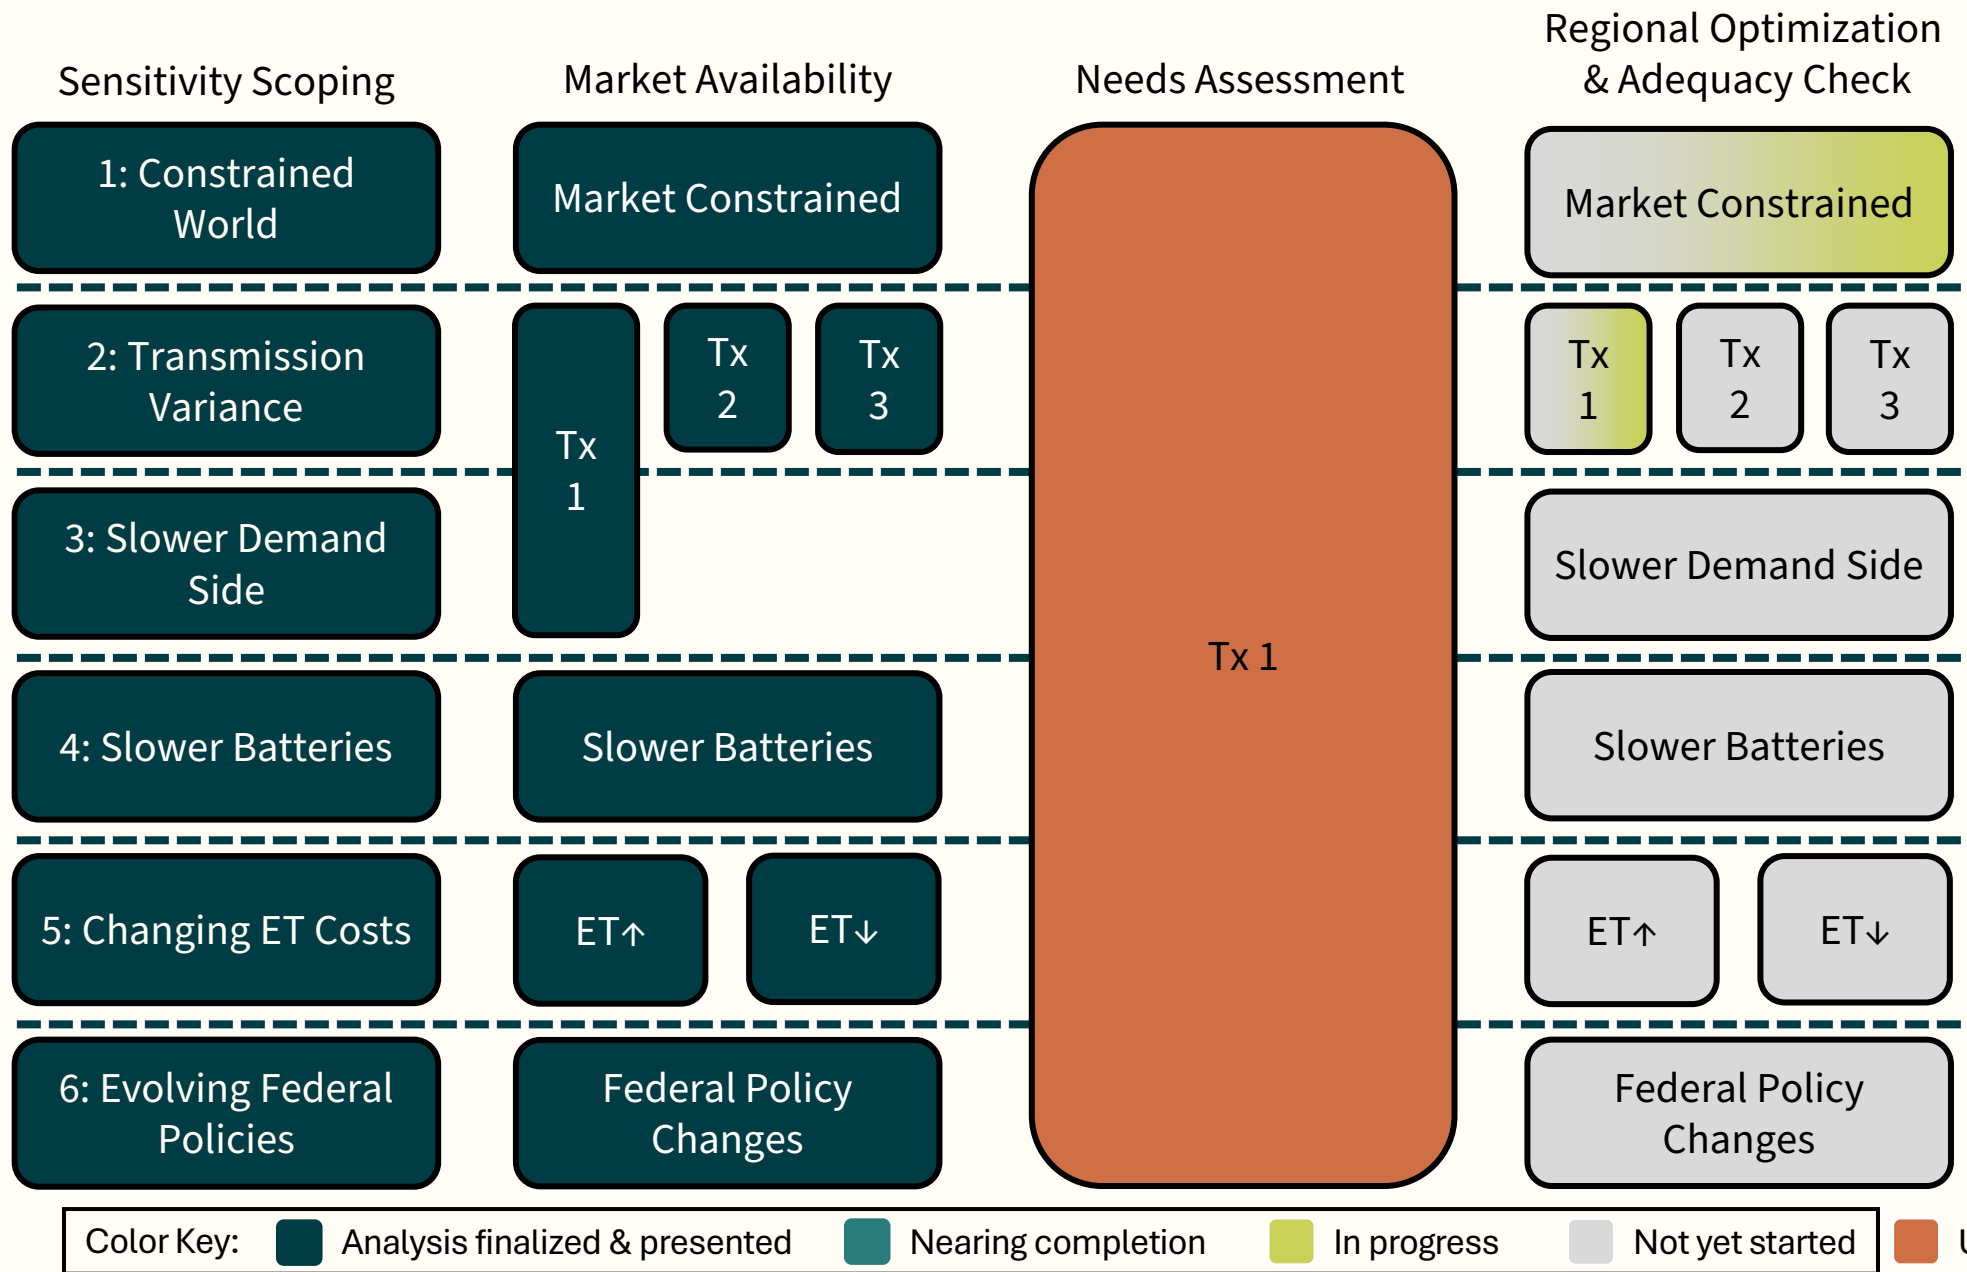 Sensitivity Scoping
Market Availability
Needs Assessment
Regional Optimization
& Adequacy Check
1: Constrained
World
Market Constrained
Market Constrained
2: Transmission
Variance
Tx
1
Tx
2
Tx
3
Tx
1
Tx
2
Tx
3
3: Slower Demand
Side
Tx 1
Slower Demand Side
4: Slower Batteries
Slower Batteries
Slower Batteries
5: Changing ET Costs
ET↑
ET↓
ET↑
ET↓
6: Evolving Federal
Policies
Federal Policy
Changes
Federal Policy
Changes
Color Key:
Analysis finalized & presented
Nearing completion
In progress
Not yet started